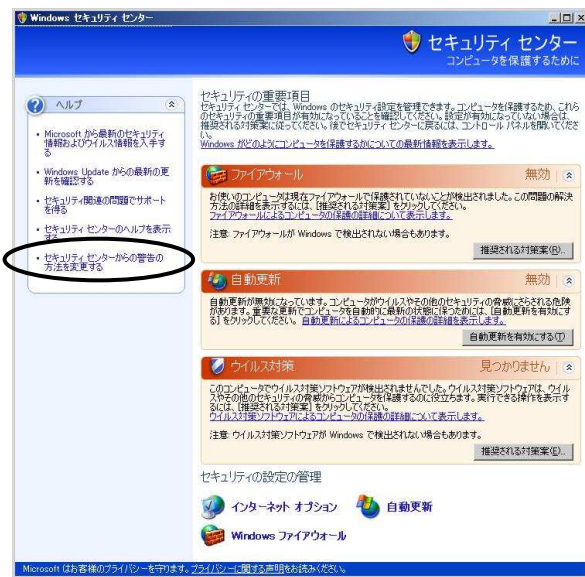 Windows セキュリティ センター
セキュリティ センター
コンピュータを保護するために
ヘルプ
Microsoft から最新のセキュリティ
情報およびウイルス情報を入手す
る
Windows Update からの最新の更
新を確認する
セキュリティ関連の問題でサポート
を得る
セキュリティ センターのヘルプを表示
する
セキュリティ センターからの警告の
方法を変更する
セキュリティの重要項目
セキュリティ センターでは、Windows のセキュリティ設定を管理できます。コンピュータを保護するため、これら
のセキュリティの重要項目が有効になっていることを確認してください。設定が有効になっていない場合は、
推奨される対策案に従ってください。後でセキュリティ センターに戻るには、コントロール パネルを開いてくださ
い。
Windows がどのようにコンピュータを保護するかについての最新情報を表示します。
ファイアウォール 無効
お使いのコンピュータは現在ファイアウォールで保護されていないことが検出されました。この問題の解決
方法の詳細を表示するには、[推奨される対策案] をクリックしてください。
ファイアウォールによるコンピュータの保護の詳細について表示します。
注意: ファイアウォールが Windows で検出されない場合もあります。
推奨される対策案(R)...
自動更新 無効
自動更新が無効になっています。コンピュータがウイルスやその他のセキュリティの脅威にさらされる危険
があります。重要な更新でコンピュータを自動的に最新の状態に保つためには、[自動更新を有効にす
る] をクリックしてください。 自動更新によるコンピュータの保護の詳細を表示します。
自動更新を有効にする(T)
ウイルス対策 見つかりません
このコンピュータでウイルス対策ソフトウェアが検出されませんでした。ウイルス対策ソフトウェアは、ウイル
スやその他のセキュリティの脅威からコンピュータを保護するのに役立ちます。実行できる操作を表示す
るには、[推奨される対策案] をクリックしてください。
ウイルス対策ソフトウェアによるコンピュータの保護の詳細について表示します。
注意: ウイルス対策ソフトウェアが Windows で検出されない場合もあります。
推奨される対策案(E)...
セキュリティの設定の管理
インターネット オプション 自動更新
Windows ファイアウォール
Microsoft はお客様のプライバシーを守ります。プライバシーに関する声明をお読みください。